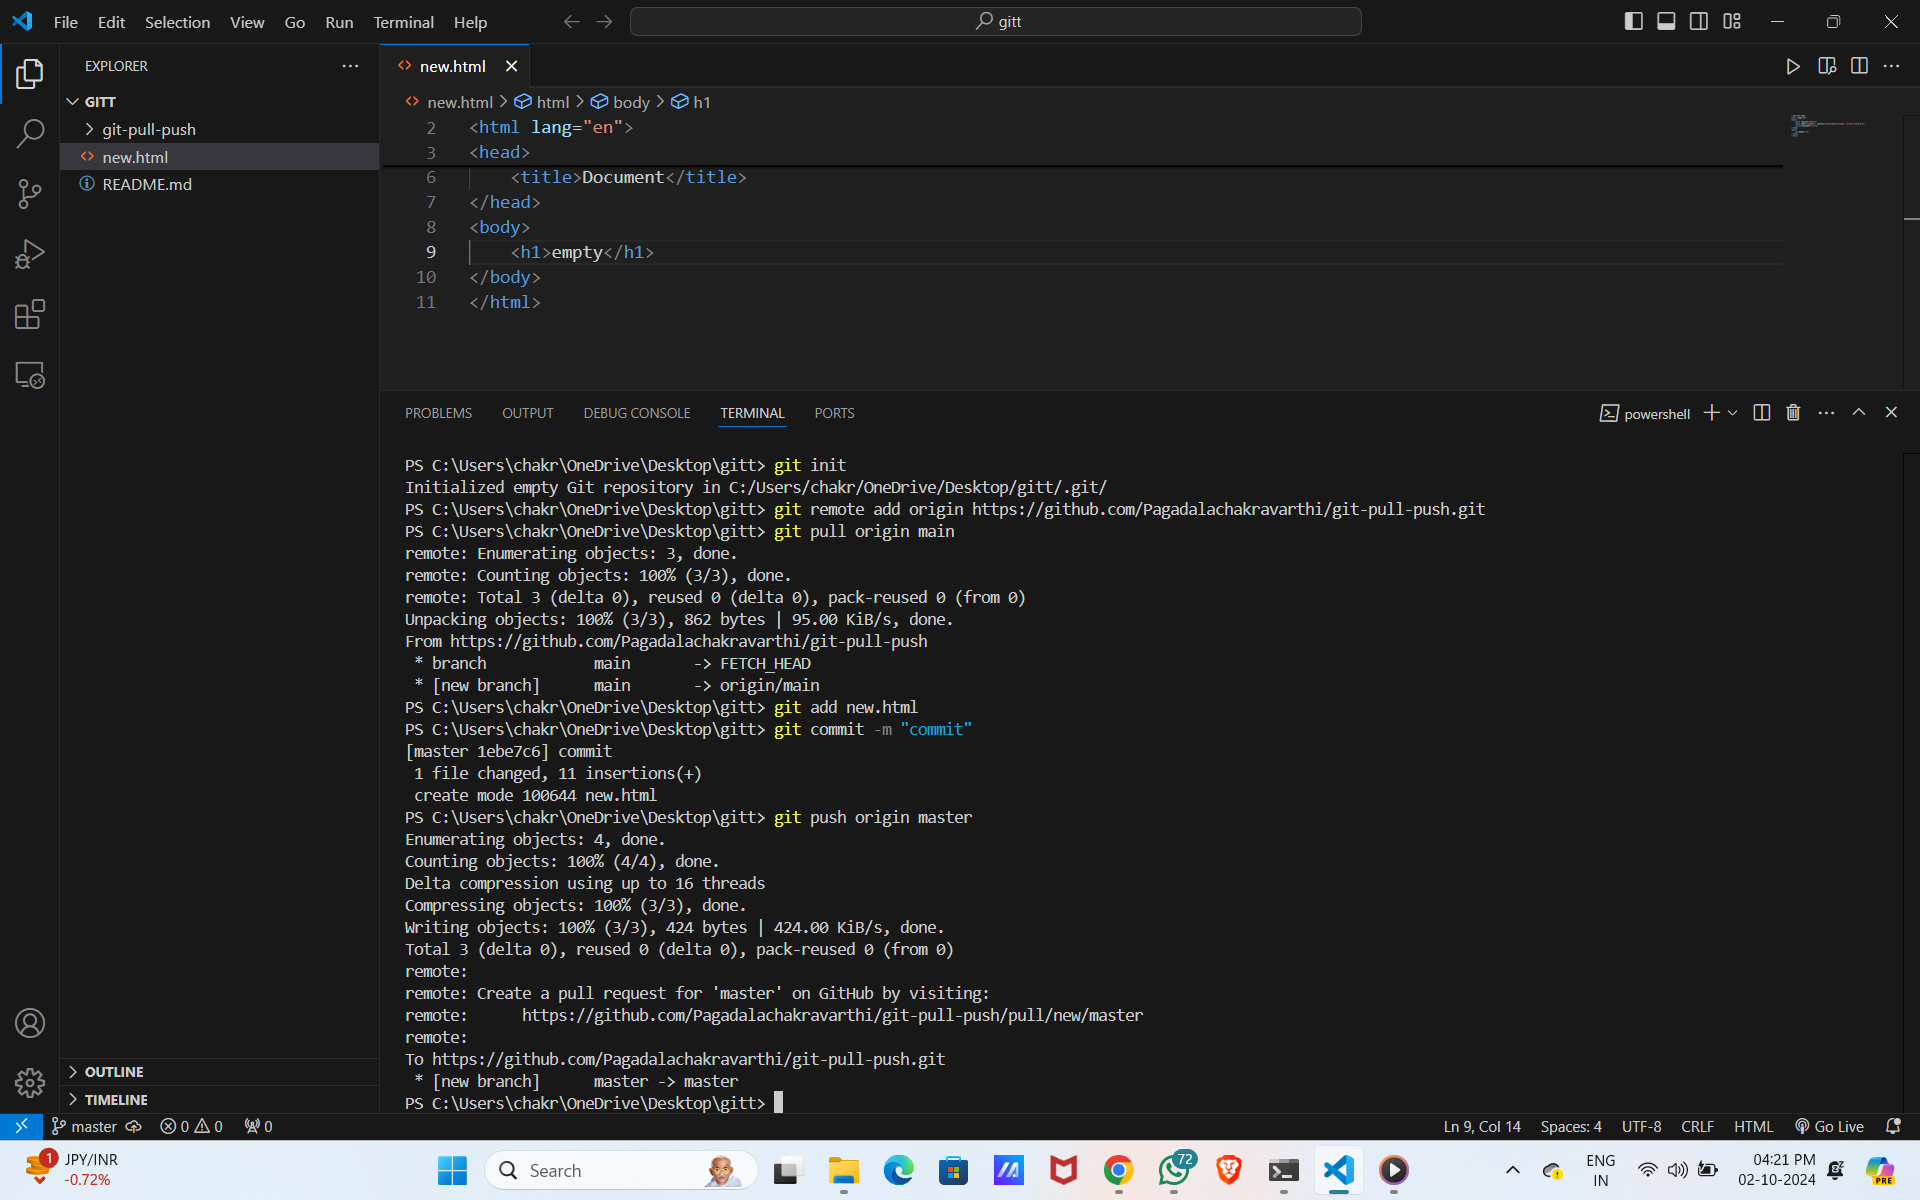 File Edit Selection View Go Run Terminal Help
gitt
EXPLORER
GITT
git-pull-push
new.html
README.md
OUTLINE
TIMELINE
new.html
new.html > html > body > h1
2 <html lang="en">
3 <head>
6 <title>Document</title>
7 </head>
8 <body>
9 <h1>empty</h1>
10 </body>
11 </html>
PROBLEMS OUTPUT DEBUG CONSOLE TERMINAL PORTS
powershell
PS C:\Users\chakr\OneDrive\Desktop\gitt> git init
Initialized empty Git repository in C:/Users/chakr/OneDrive/Desktop/gitt/.git/
PS C:\Users\chakr\OneDrive\Desktop\gitt> git remote add origin https://github.com/Pagadalachakravarthi/git-pull-push.git
PS C:\Users\chakr\OneDrive\Desktop\gitt> git pull origin main
remote: Enumerating objects: 3, done.
remote: Counting objects: 100% (3/3), done.
remote: Total 3 (delta 0), reused 0 (delta 0), pack-reused 0 (from 0)
Unpacking objects: 100% (3/3), 862 bytes | 95.00 KiB/s, done.
From https://github.com/Pagadalachakravarthi/git-pull-push
* branch main -> FETCH_HEAD
* [new branch] main -> origin/main
PS C:\Users\chakr\OneDrive\Desktop\gitt> git add new.html
PS C:\Users\chakr\OneDrive\Desktop\gitt> git commit -m "commit"
[master 1ebe7c6] commit
1 file changed, 11 insertions(+)
create mode 100644 new.html
PS C:\Users\chakr\OneDrive\Desktop\gitt> git push origin master
Enumerating objects: 4, done.
Counting objects: 100% (4/4), done.
Delta compression using up to 16 threads
Compressing objects: 100% (3/3), done.
Writing objects: 100% (3/3), 424 bytes | 424.00 KiB/s, done.
Total 3 (delta 0), reused 0 (delta 0), pack-reused 0 (from 0)
remote:
remote: Create a pull request for 'master' on GitHub by visiting:
remote: https://github.com/Pagadalachakravarthi/git-pull-push/pull/new/master
remote:
To https://github.com/Pagadalachakravarthi/git-pull-push.git
* [new branch] master -> master
PS C:\Users\chakr\OneDrive\Desktop\gitt>
master 0 0 0 Ln 9, Col 14 Spaces: 4 UTF-8 CRLF HTML Go Live
1
JPY/INR
-0.72%
Search
72
ENG
IN
04:21 PM
02-10-2024
PRE